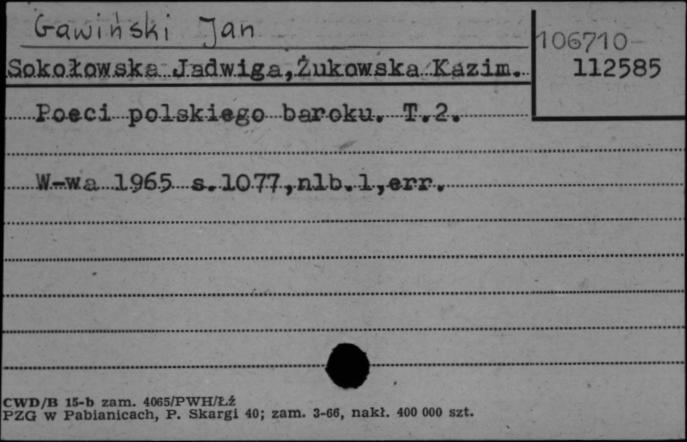 Gawiński Jan
106710-
Sokołowska Jadwiga,Żukowska Kazim.
112585
Poeci polskiego baroku. T.2.
W-wa 1965 s.1077,nlb.1,err.
CWD/B 15-b zam. 4065/PWH/Łź
PZG w Pabianicach, P. Skargi 40; zam. 3-66, nakł. 400 000 szt.